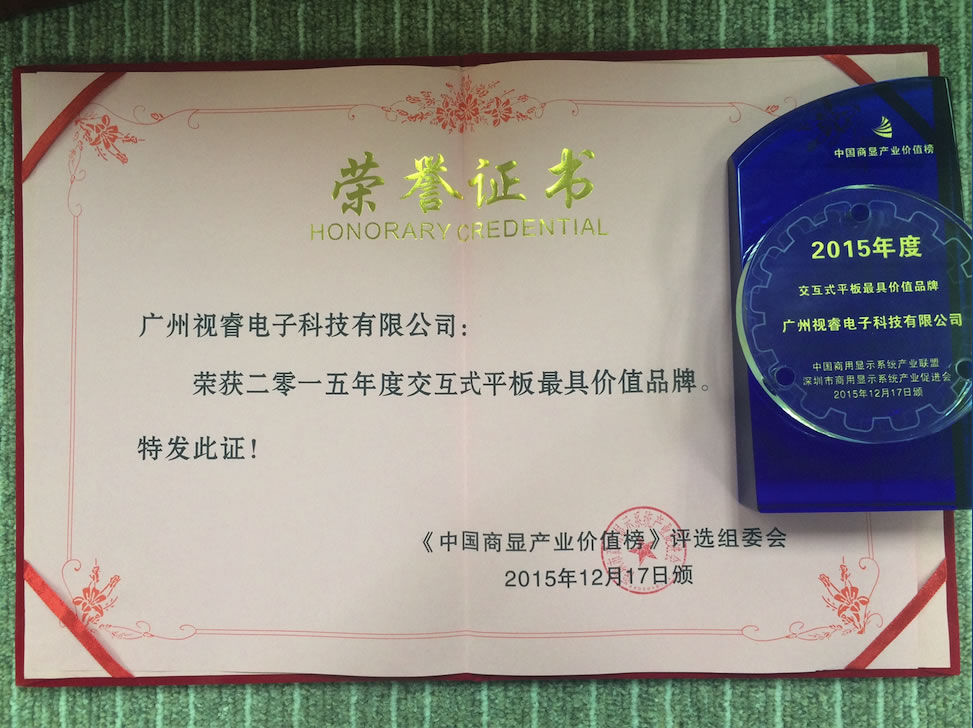 荣誉证书
HONORARY CREDENTIAL
广州视睿电子科技有限公司：
荣获二零一五年度交互式平板最具价值品牌。
特发此证！
《中国商显产业价值榜》评选组委会
2015年12月17日颁
中国商显产业价值榜
2015年度
交互式平板最具价值品牌
广州视睿电子科技有限公司
中国商用显示系统产业联盟
深圳市商用显示系统产业促进会
2015年12月17日颁